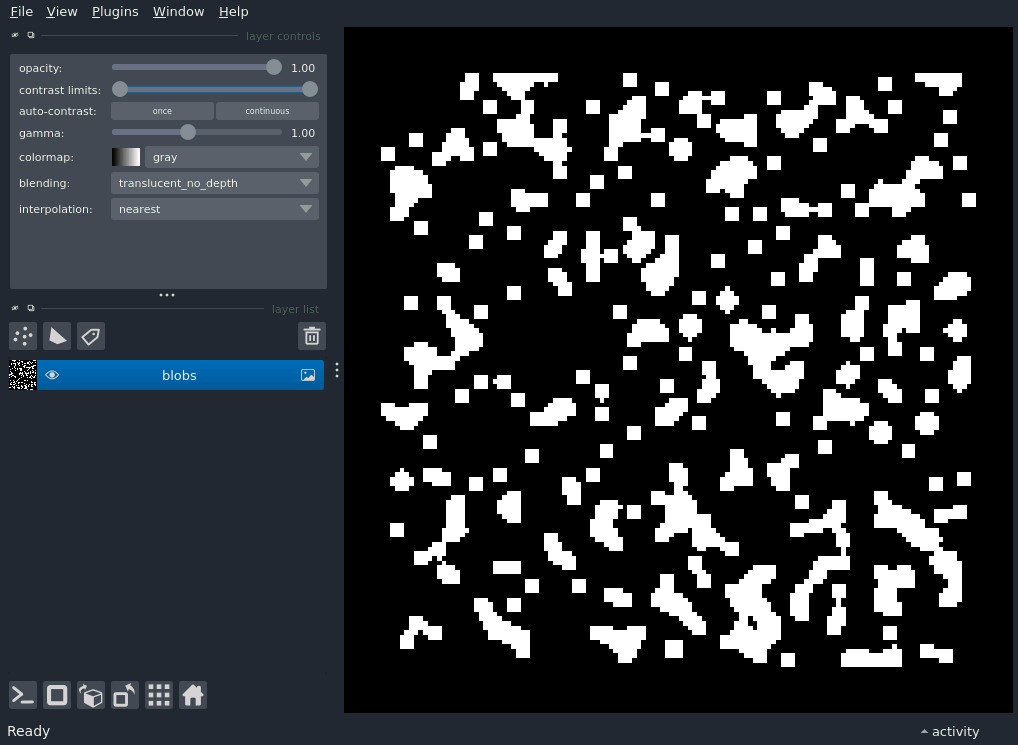 File View Plugins Window Help
layer controls
opacity: 1.00
contrast limits:
auto-contrast: once continuous
gamma: 1.00
colormap: gray
blending: translucent_no_depth
interpolation: nearest
layer list
blobs
Ready activity